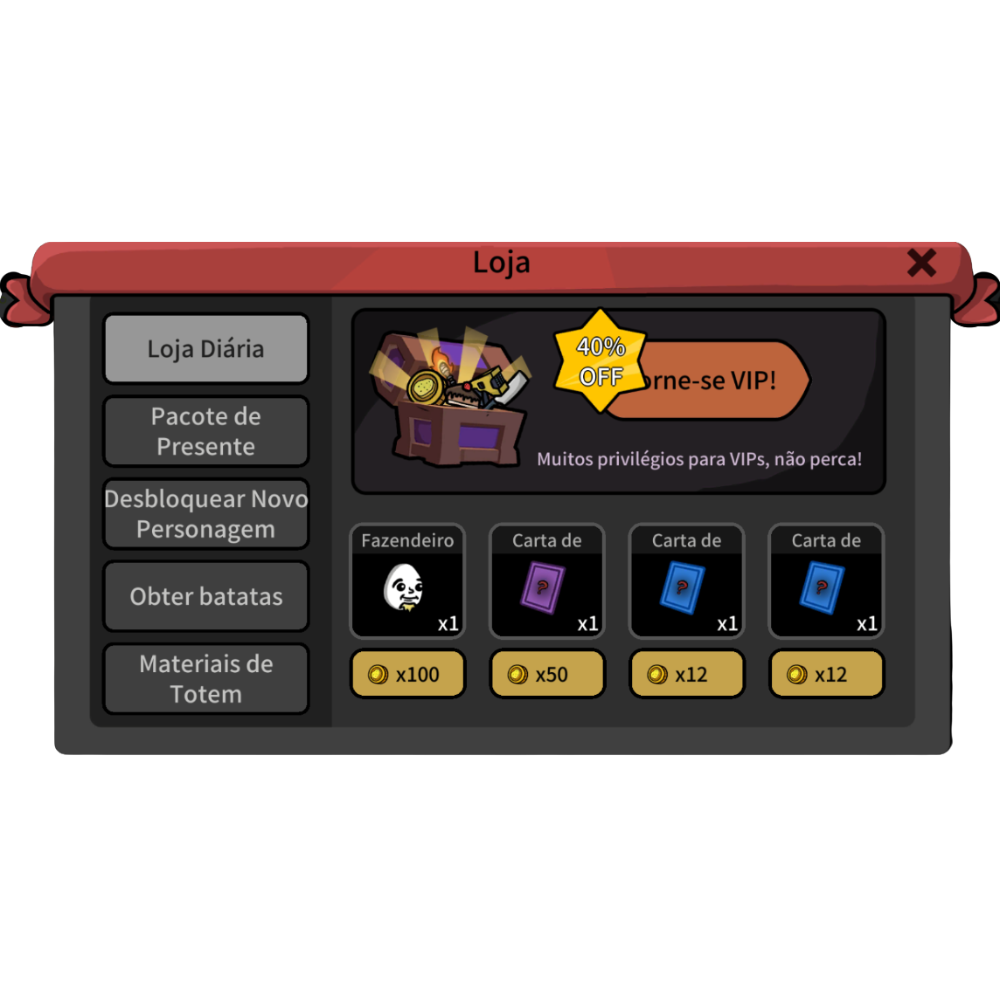 Loja
Loja Diária
Pacote de
Presente
Desbloquear Novo
Personagem
Obter batatas
Materiais de
Totem
40%
OFF
orne-se VIP!
Muitos privilégios para VIPs, não perca!
Fazendeiro
Carta de
Carta de
Carta de
?
?
?
x1
x1
x1
x1
x100
x50
x12
x12